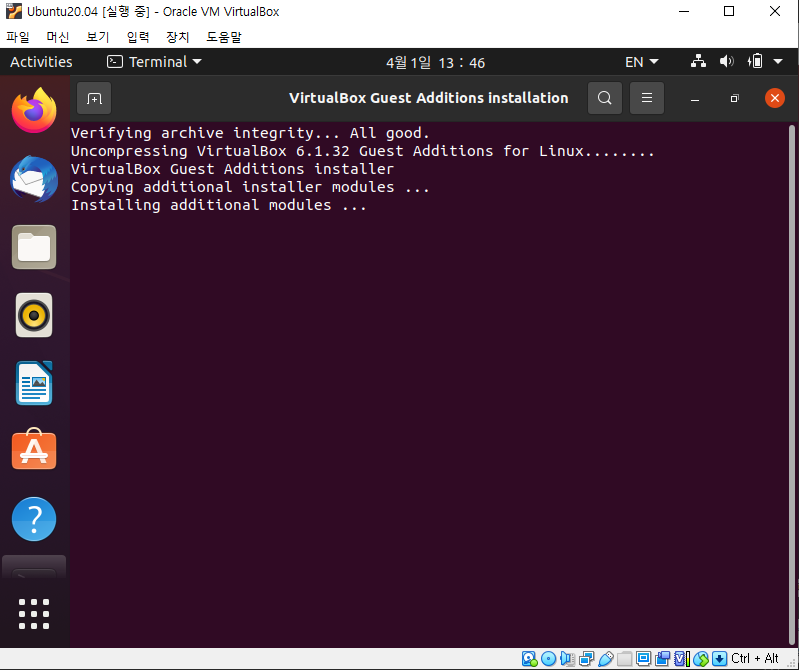 Ubuntu20.04 [실행 중] - Oracle VM VirtualBox
파일 머신 보기 입력 장치 도움말
Activities Terminal 4월 1일 13 : 46 EN
VirtualBox Guest Additions installation
Verifying archive integrity... All good.
Uncompressing VirtualBox 6.1.32 Guest Additions for Linux........
VirtualBox Guest Additions installer
Copying additional installer modules ...
Installing additional modules ...
Ctrl + Alt